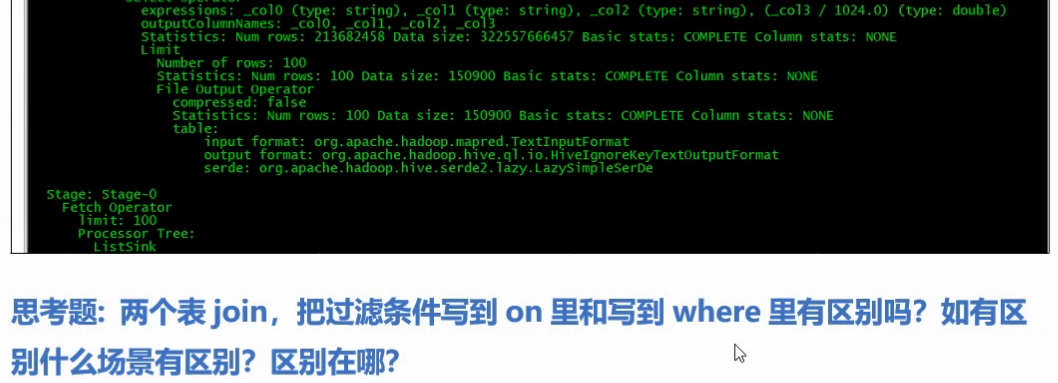 Select Operator
expressions: _col0 (type: string), _col1 (type: string), _col2 (type: string), (_col3 / 1024.0) (type: double)
outputColumnNames: _col0, _col1, _col2, _col3
Statistics: Num rows: 213682458 Data size: 322557666457 Basic stats: COMPLETE Column stats: NONE
Limit
Number of rows: 100
Statistics: Num rows: 100 Data size: 150900 Basic stats: COMPLETE Column stats: NONE
File Output Operator
compressed: false
Statistics: Num rows: 100 Data size: 150900 Basic stats: COMPLETE Column stats: NONE
table:
input format: org.apache.hadoop.mapred.TextInputFormat
output format: org.apache.hadoop.hive.ql.io.HiveIgnoreKeyTextOutputFormat
serde: org.apache.hadoop.hive.serde2.lazy.LazySimpleSerDe
Stage: Stage-0
Fetch Operator
limit: 100
Processor Tree:
ListSink
思考题: 两个表 join，把过滤条件写到 on 里和写到 where 里有区别吗？如有区
别什么场景有区别？区别在哪?